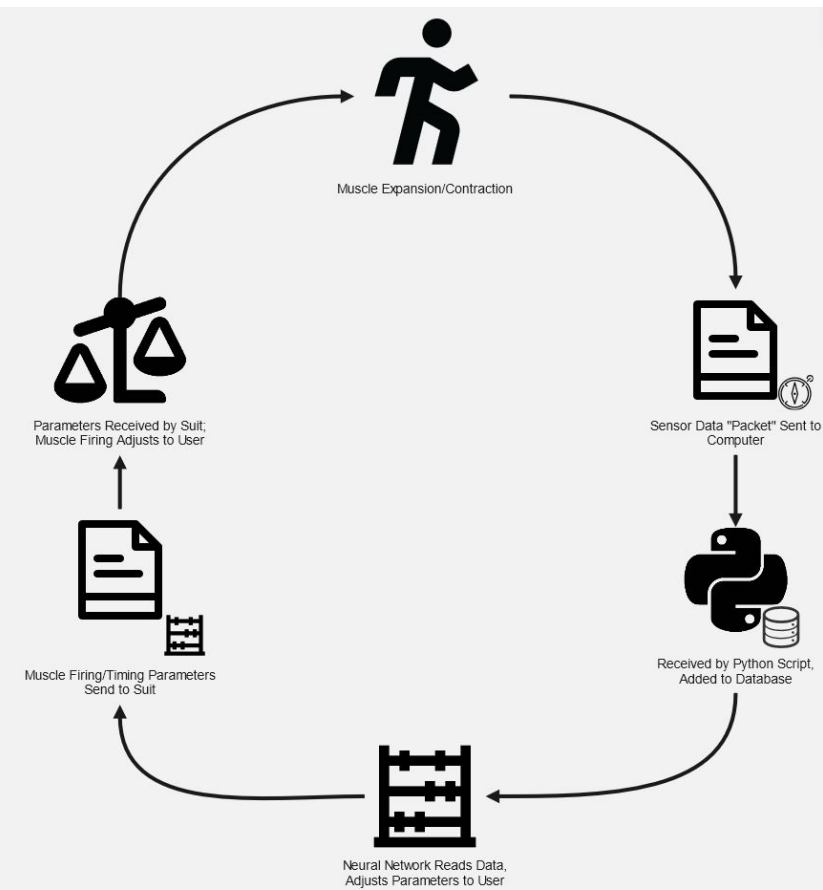 Muscle Expansion/Contraction
Sensor Data "Packet" Sent to
Computer
Received by Python Script,
Added to Database
Neural Network Reads Data,
Adjusts Parameters to User
Muscle Firing/Timing Parameters
Send to Suit
Parameters Received by Suit;
Muscle Firing Adjusts to User